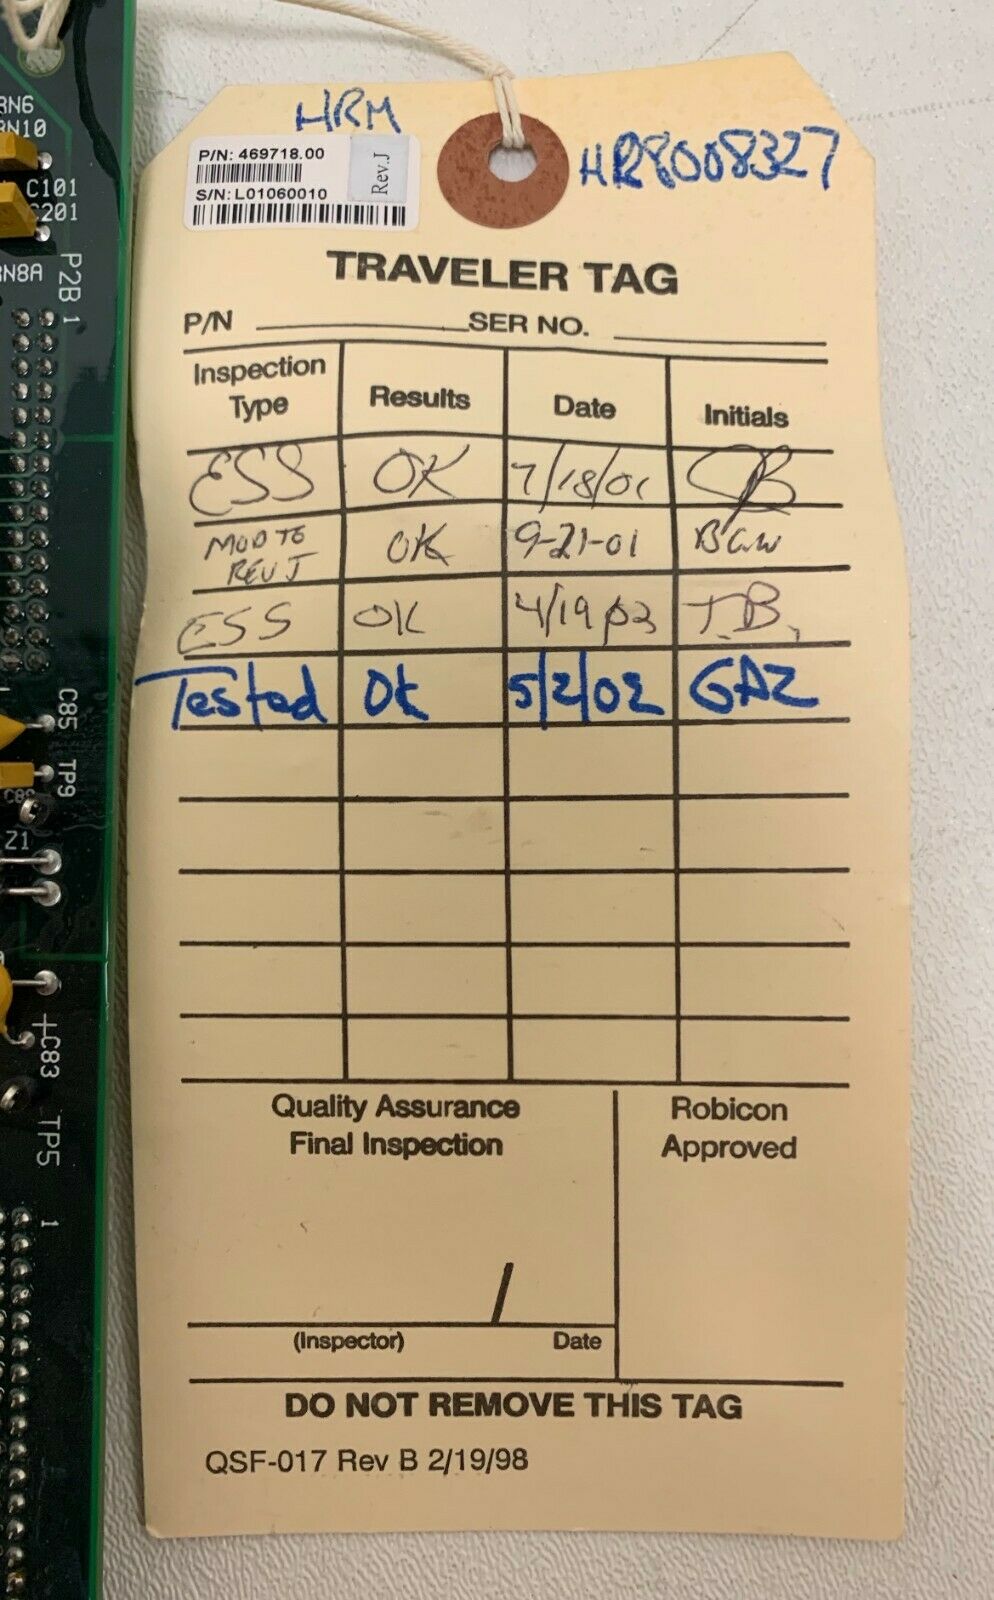 HRM
HR8008327
P/N: 469718.00
Rev.J
S/N: L01060010
TRAVELER TAG
P/N SER NO.
Inspection Type Results Date Initials
ESS OK 7/18/01
MOD TO REV J OK 9-21-01 BGW
ESS OK 4/19/02 T.B.
Tested Ok 5/2/02 GAZ
Quality Assurance
Final Inspection
Robicon
Approved
/
(Inspector) Date
DO NOT REMOVE THIS TAG
QSF-017 Rev B 2/19/98
RN6
RN10
C101
C201
RN8A
P2B 1
C85
TP9
Z1
C83
TP5
1